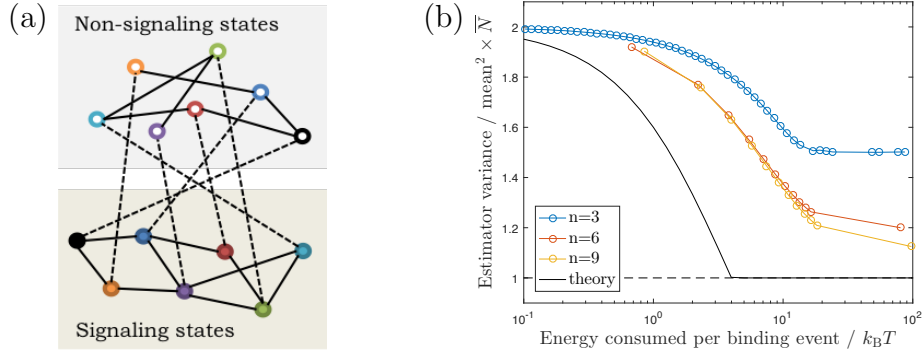 (a)
Non-signaling states
Signaling states
(b)
Estimator variance / mean² × N̅
2
1.8
1.6
1.4
1.2
1
n=3
n=6
n=9
theory
10⁻¹
10⁰
10¹
10²
Energy consumed per binding event / k_BT